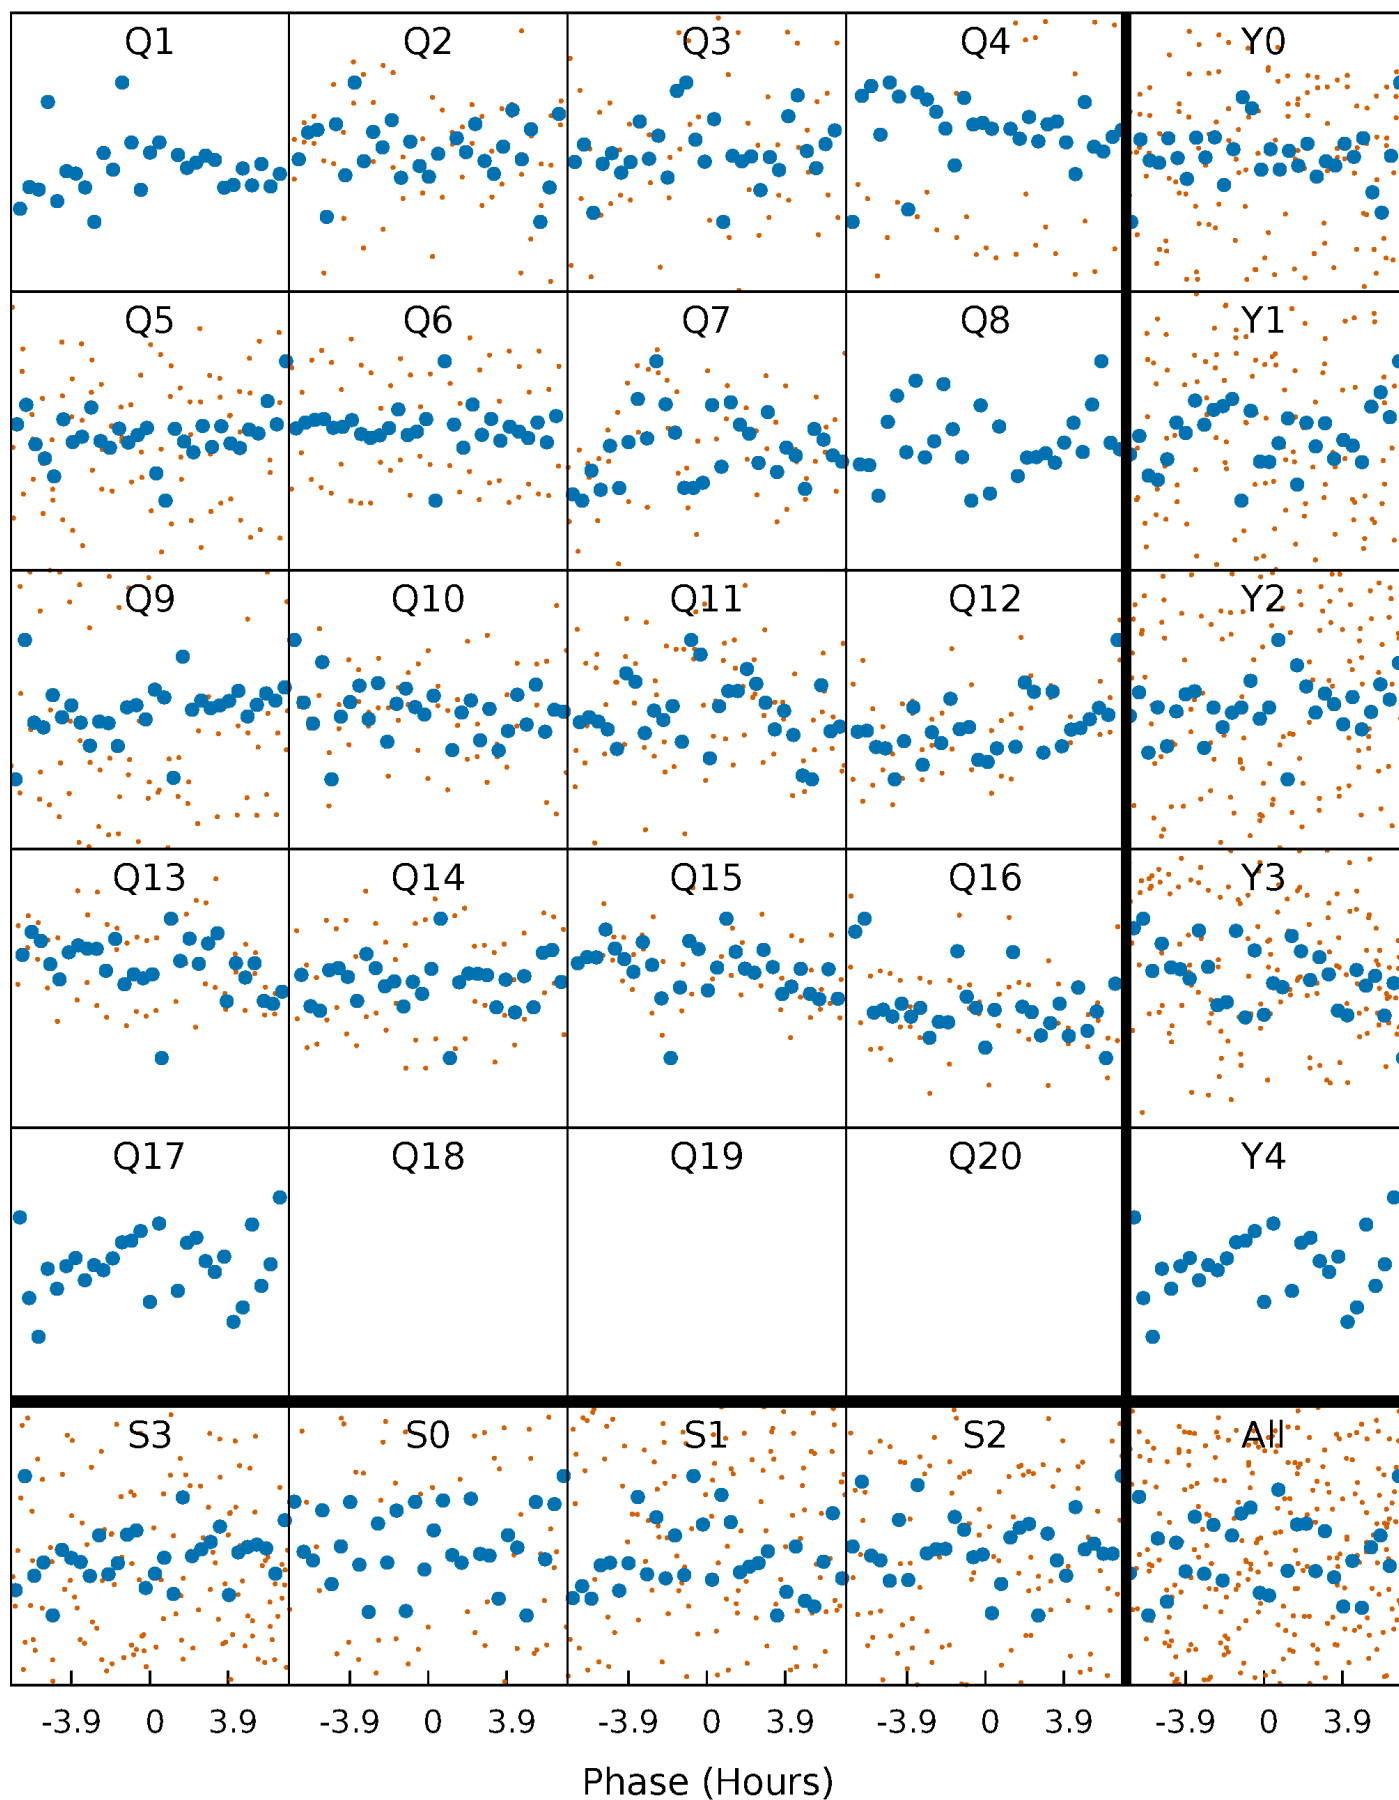 Q1 Q2 Q3 Q4 Y0
Q5 Q6 Q7 Q8 Y1
Q9 Q10 Q11 Q12 Y2
Q13 Q14 Q15 Q16 Y3
Q17 Q18 Q19 Q20 Y4
S3 S0 S1 S2 All
-3.9 0 3.9 -3.9 0 3.9 -3.9 0 3.9 -3.9 0 3.9 -3.9 0 3.9
Phase (Hours)